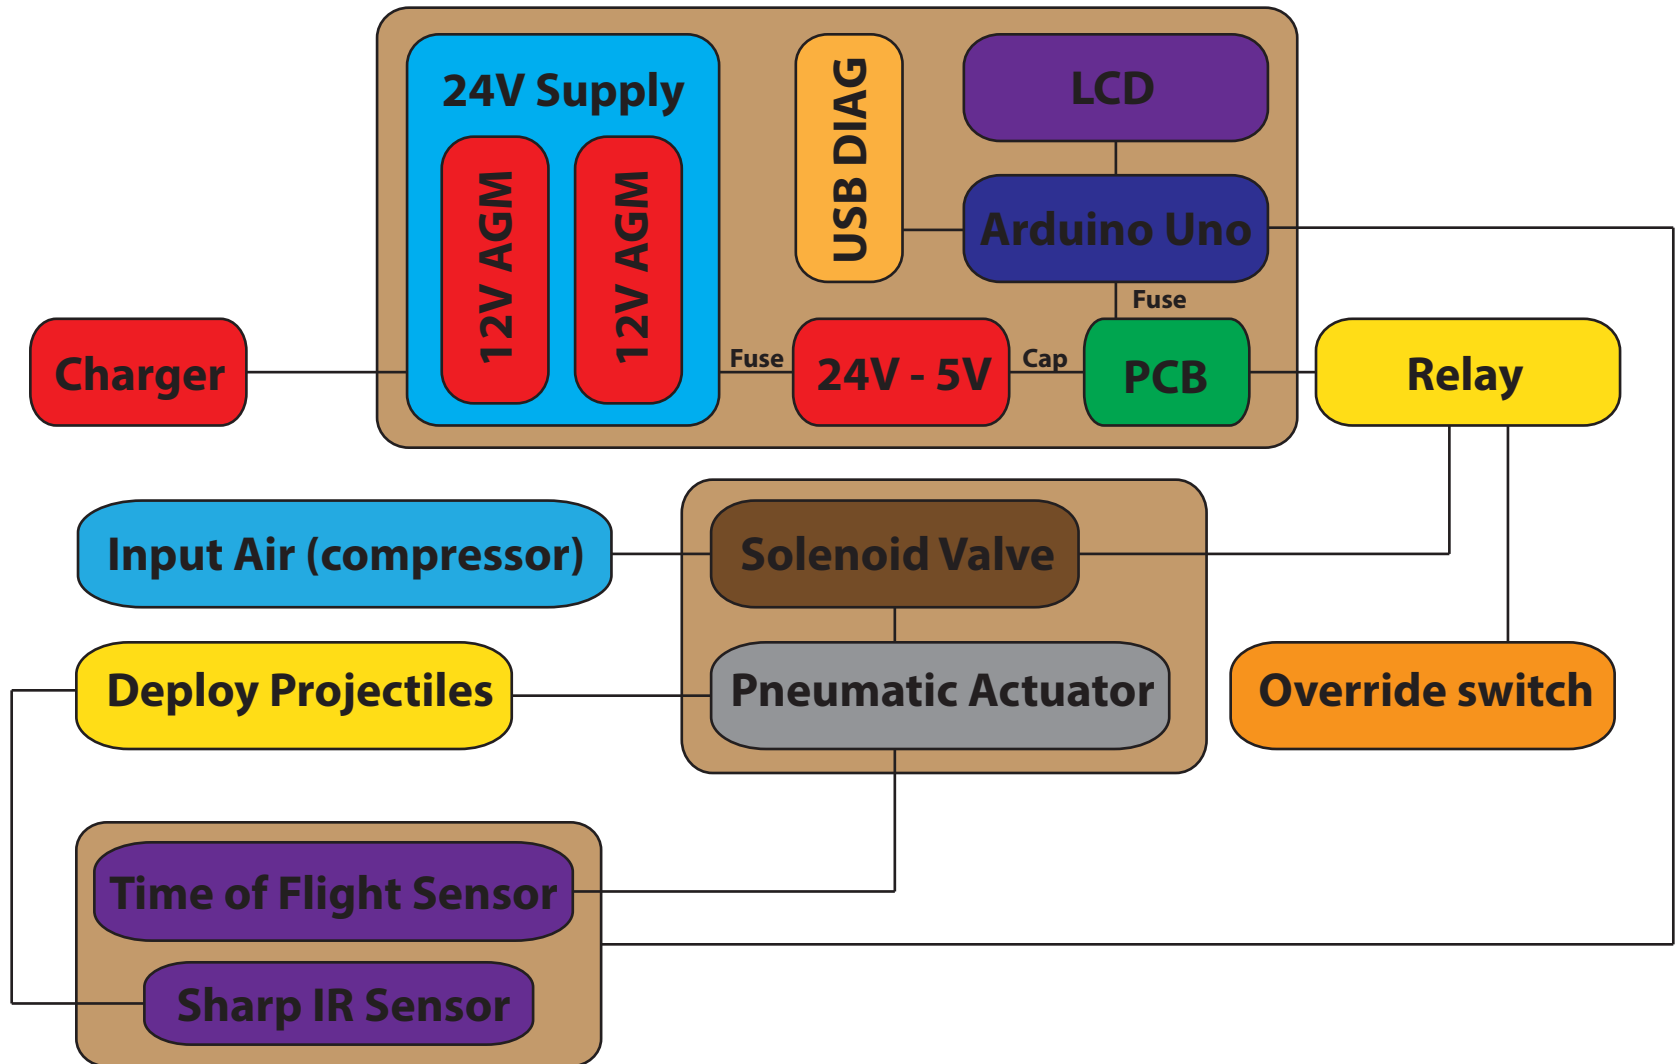 24V Supply
12V AGM
12V AGM
USB DIAG
LCD
Arduino Uno
Fuse
Charger
Fuse
24V - 5V
Cap
PCB
Relay
Input Air (compressor)
Solenoid Valve
Deploy Projectiles
Pneumatic Actuator
Override switch
Time of Flight Sensor
Sharp IR Sensor